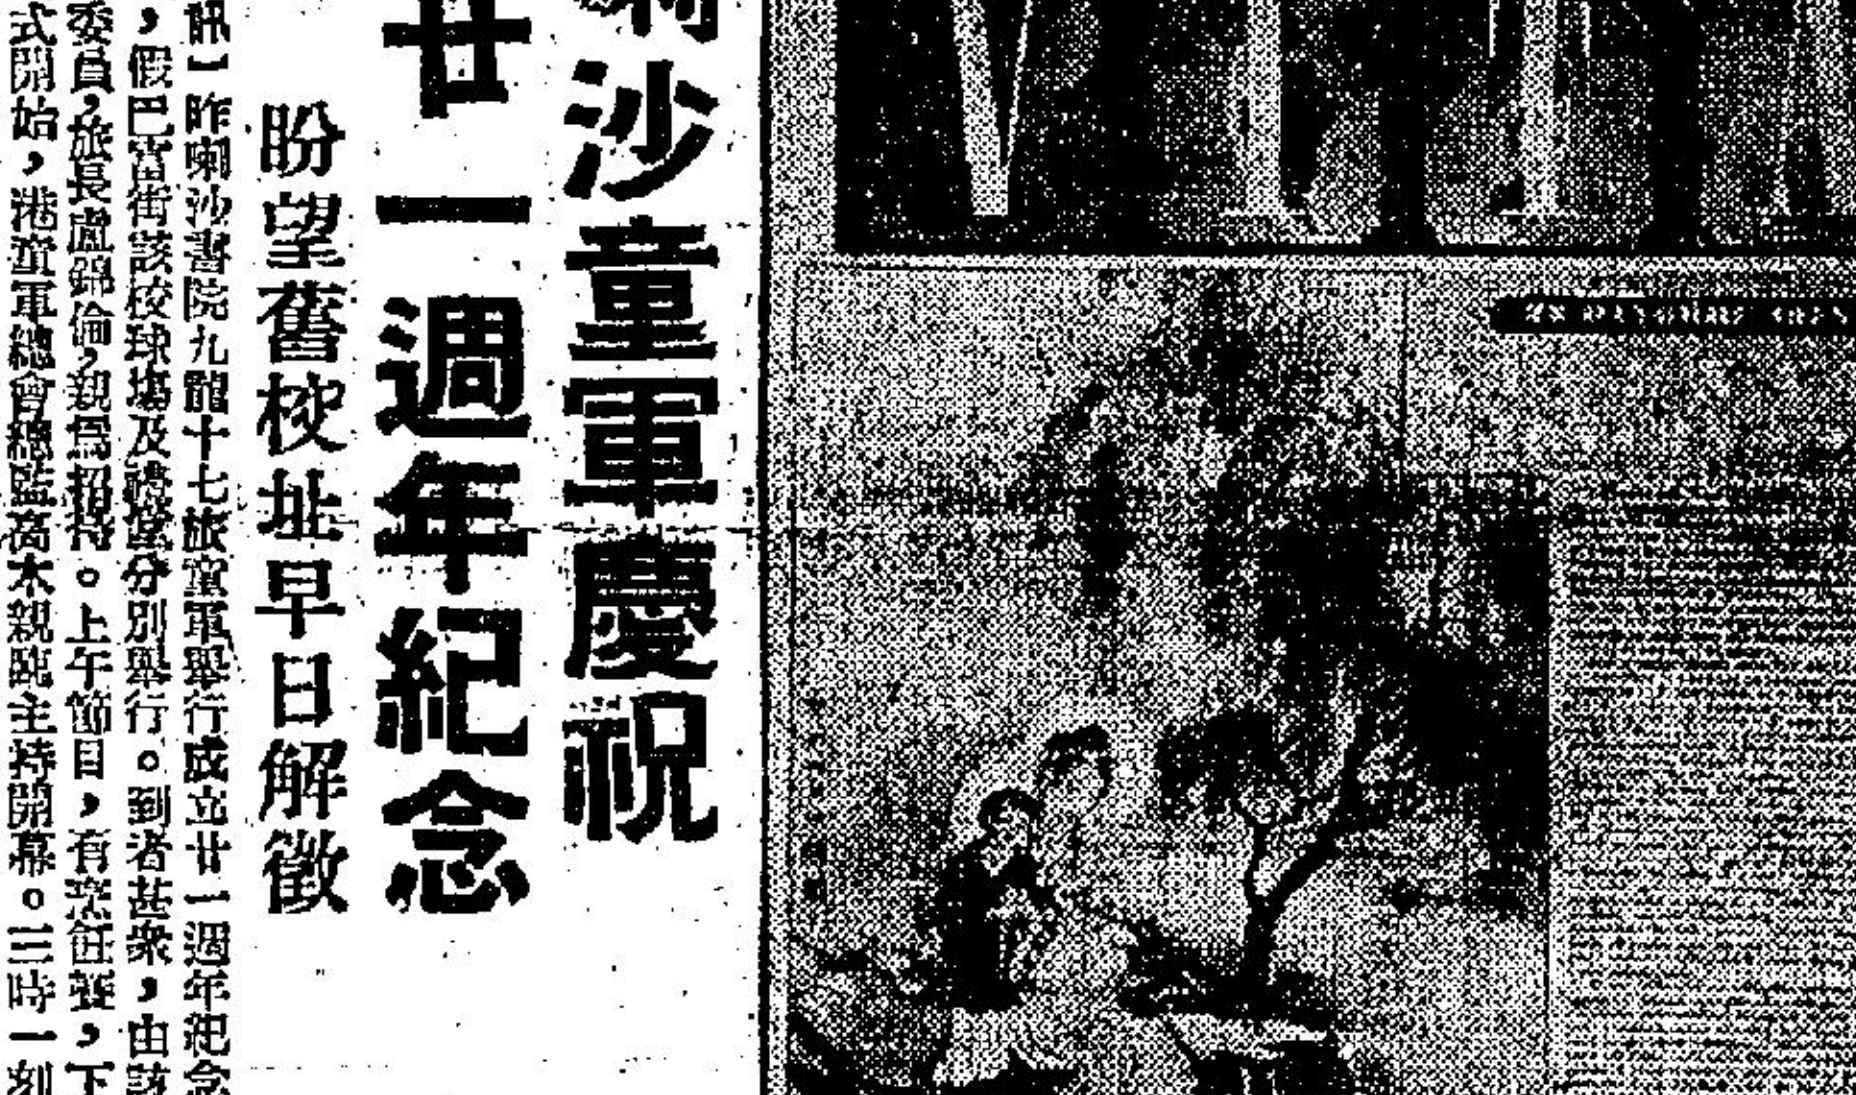 沙童軍慶祝
廿一週年紀念
盼望舊校址早日解徵
訊】昨喇沙書院九龍十七旅童軍舉行成立廿一週年紀念
，假巴富街該校球場及禮堂分別舉行。到者甚衆，由該
委員，旅長盧錦倫，親爲招待。上午節目，有烹飪賽，下
式開始，港童軍總會總監高本親臨主持開幕。三時一刻